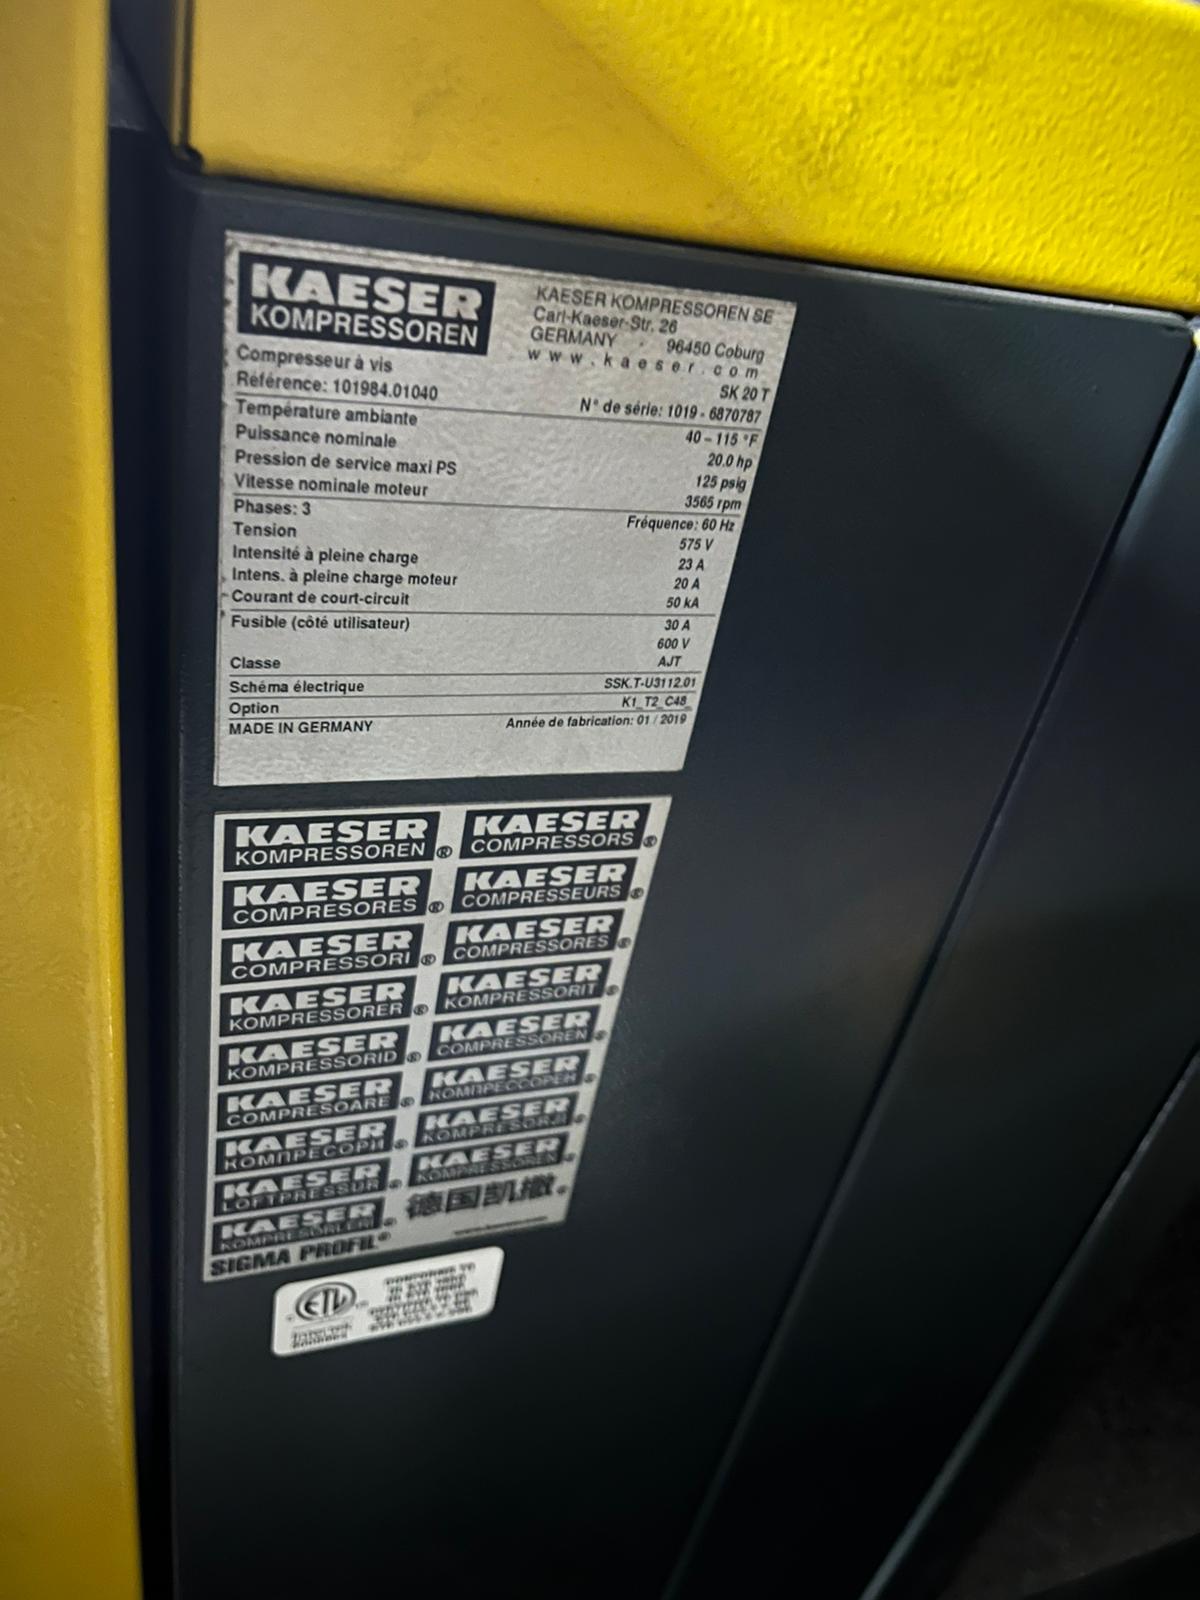 KAESER
KOMPRESSOREN
KAESER KOMPRESSOREN SE
Carl-Kaeser-Str. 26
GERMANY - 96450 Coburg
www.kaeser.com
Compresseur à vis SK 20 T
Référence: 101984.01040 N° de série: 1019 - 6870787
Température ambiante 40 – 115 °F
Puissance nominale 20.0 hp
Pression de service maxi PS 125 psig
Vitesse nominale moteur 3565 rpm
Phases: 3 Fréquence: 60 Hz
Tension 575 V
Intensité à pleine charge 23 A
Intens. à pleine charge moteur 20 A
Courant de court-circuit 50 kA
Fusible (côté utilisateur) 30 A
600 V
Classe AJT
Schéma électrique SSK.T-U3112.01
Option K1_T2_C48_
MADE IN GERMANY Année de fabrication: 01 / 2019
KAESER KAESER
KOMPRESSOREN ® COMPRESSORS ®
KAESER KAESER
COMPRESORES ® COMPRESSEURS ®
KAESER KAESER
COMPRESSORI ® COMPRESSORES ®
KAESER KAESER
KOMPRESSORER ® KOMPRESSORIT ®
KAESER KAESER
KOMPRESSORID ® COMPRESSOREN ®
KAESER KAESER
COMPRESOARE ® КОМПРЕССОРЕН ®
KAESER KAESER
КОМПРЕСОРИ ®
KAESER KAESER
LOFTPRESSUR ® KOMPRESSOREN ®
KAESER 德国凯撒 ®
KOMPRESÖRLERI ®
SIGMA PROFIL®
ETL
CONFORMS TO